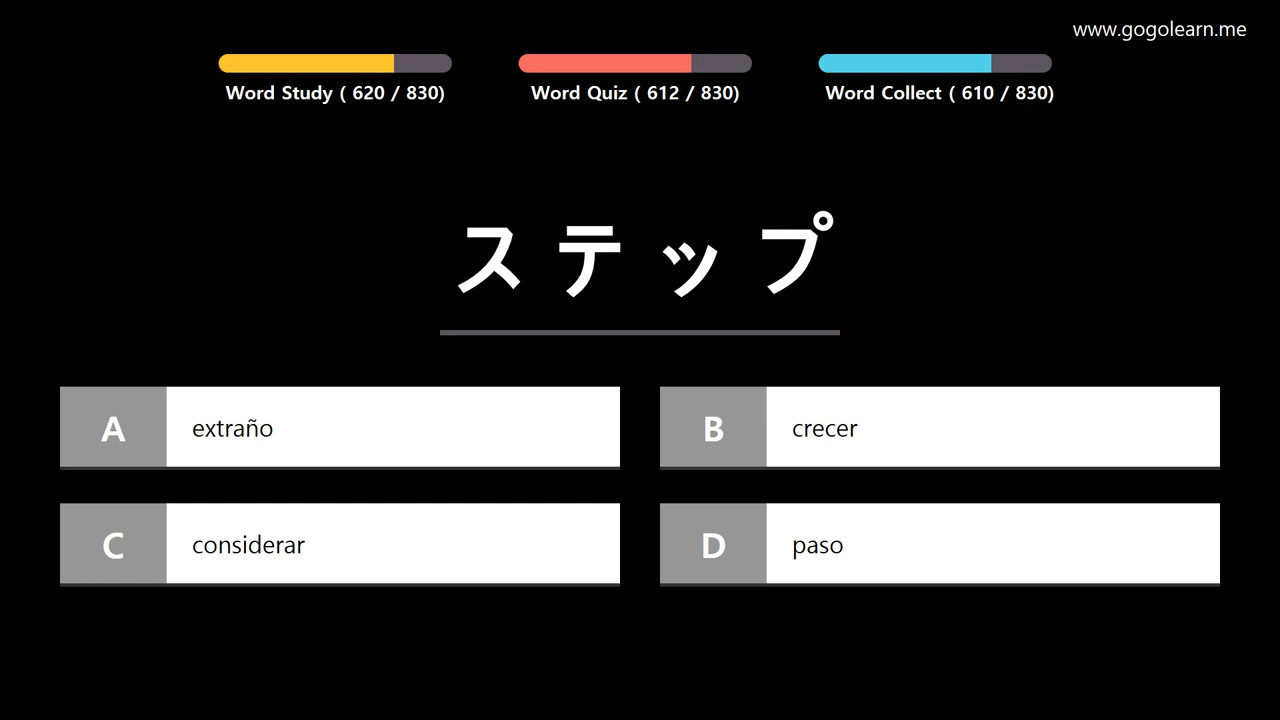 www.gogolearn.me
Word Study ( 620 / 830)
Word Quiz ( 612 / 830)
Word Collect ( 610 / 830)
ステップ
A extraño
B crecer
C considerar
D paso